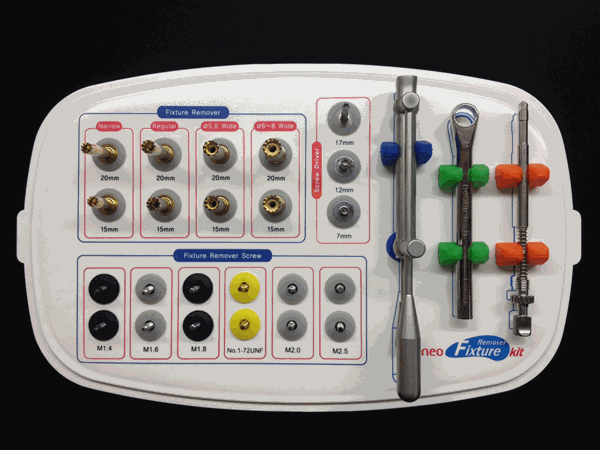 Fixture Remover
Narrow
Regular
Ø5.0 Wide
Ø6~8 Wide
20mm
20mm
20mm
20mm
15mm
15mm
15mm
15mm
Screw Driver
17mm
12mm
7mm
Fixture Remover Screw
M1.4
M1.6
M1.8
No.1-72UNF
M2.0
M2.5
neo Fixture Remover kit